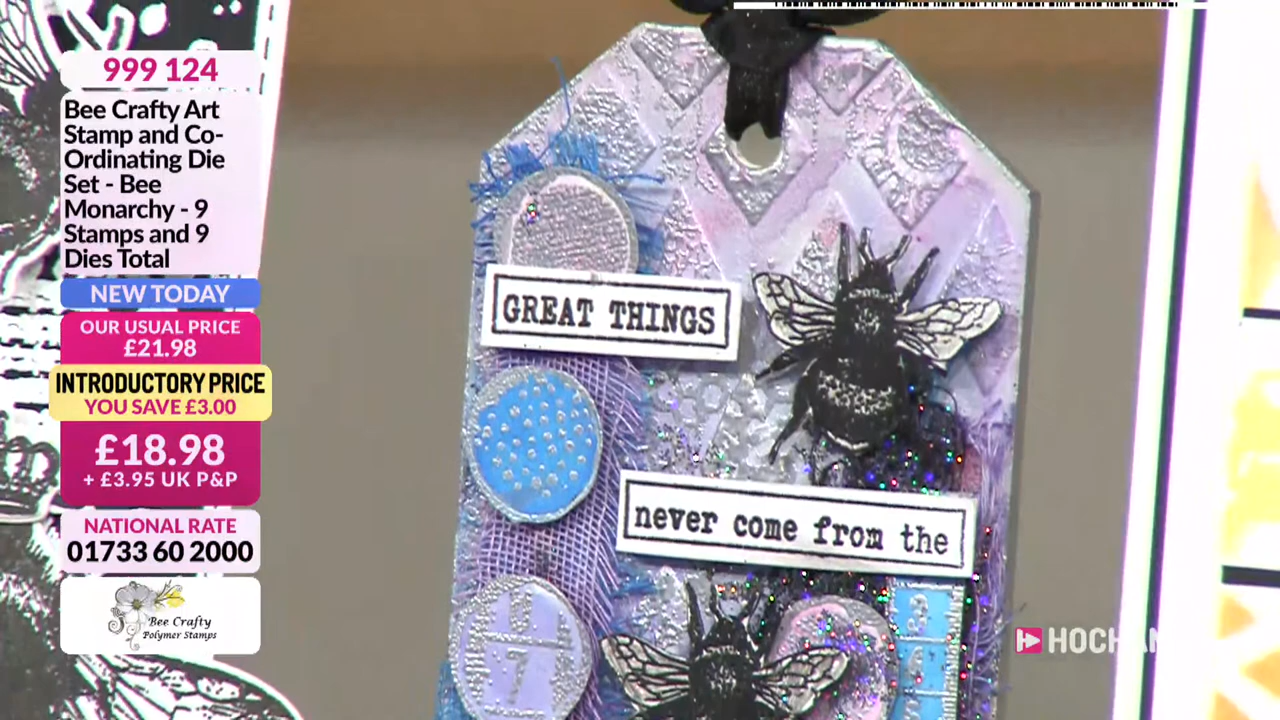 999 124
Bee Crafty Art
Stamp and Co-
Ordinating Die
Set - Bee
Monarchy - 9
Stamps and 9
Dies Total
NEW TODAY
OUR USUAL PRICE
£21.98
INTRODUCTORY PRICE
YOU SAVE £3.00
£18.98
+ £3.95 UK P&P
NATIONAL RATE
01733 60 2000
Bee Crafty
Polymer Stamps
GREAT THINGS
never come from the
7
HOCHAN